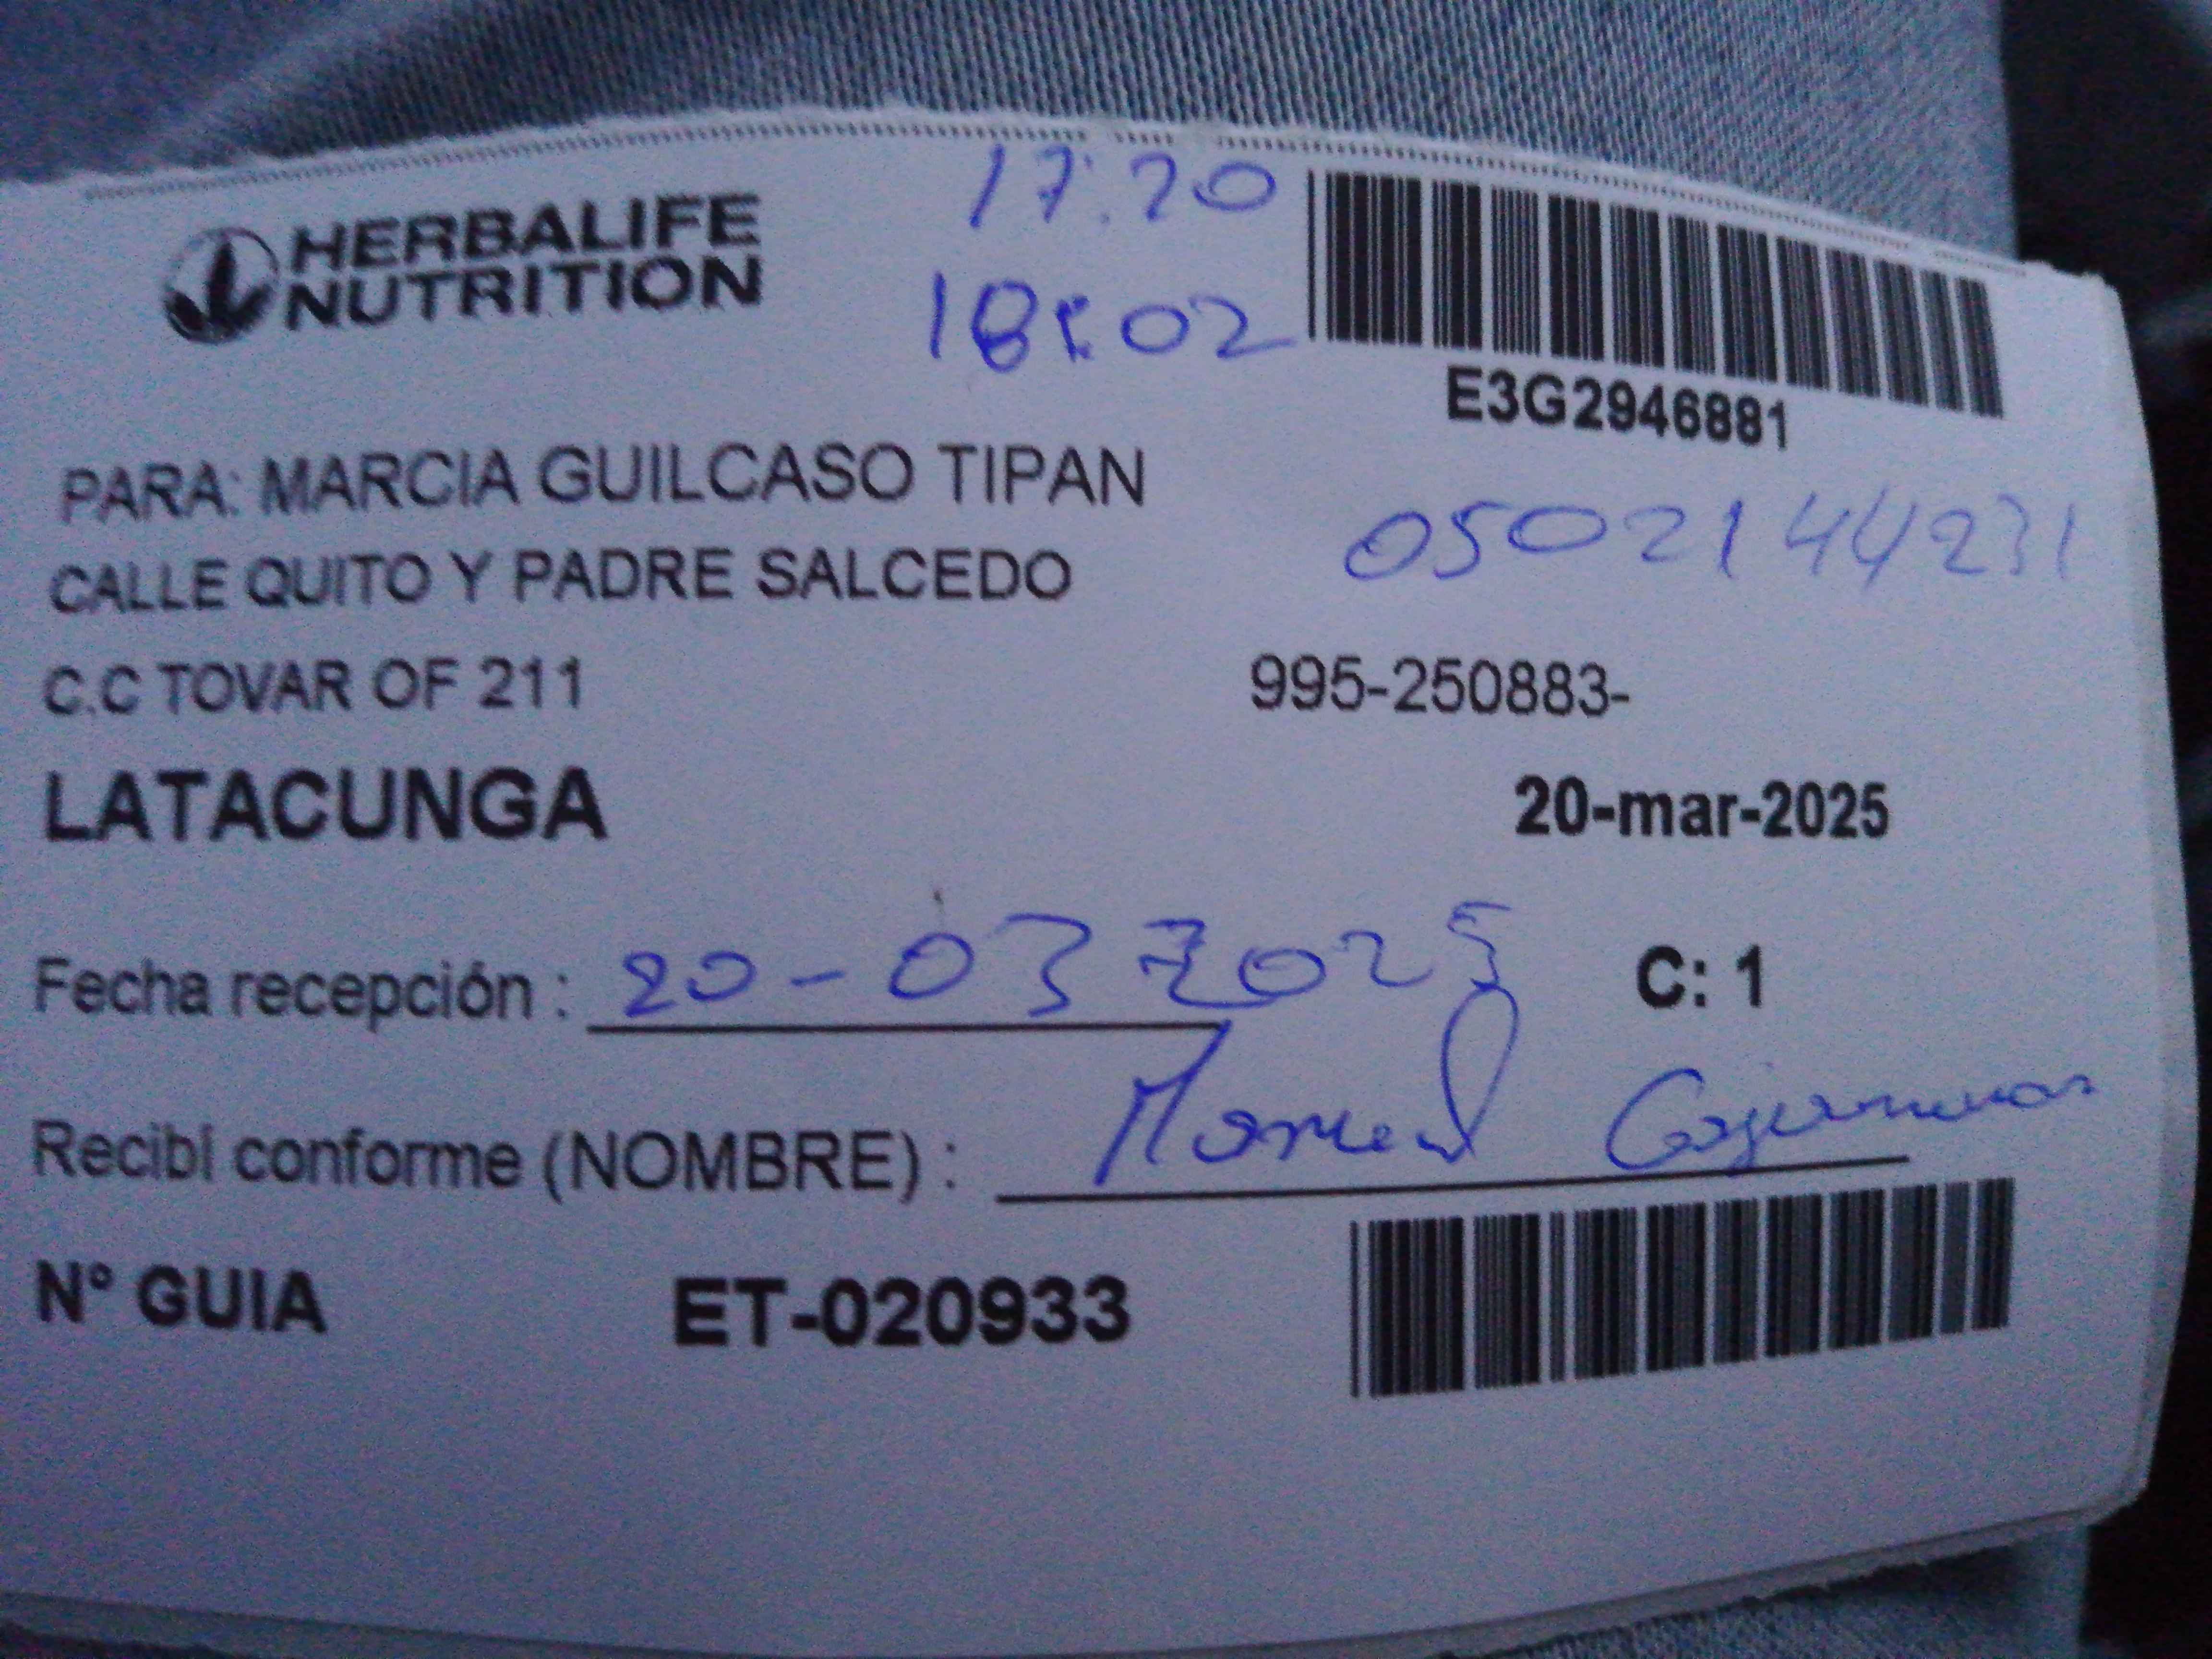 HERBALIFE
NUTRITION
17:20
18:02
E3G2946881
PARA: MARCIA GUILCASO TIPAN
0502144231
CALLE QUITO Y PADRE SALCEDO
C.C TOVAR OF 211
995-250883-
LATACUNGA
20-mar-2025
Fecha recepción : 20-03 2025
C: 1
Recibí conforme (NOMBRE) :
N° GUIA ET-020933